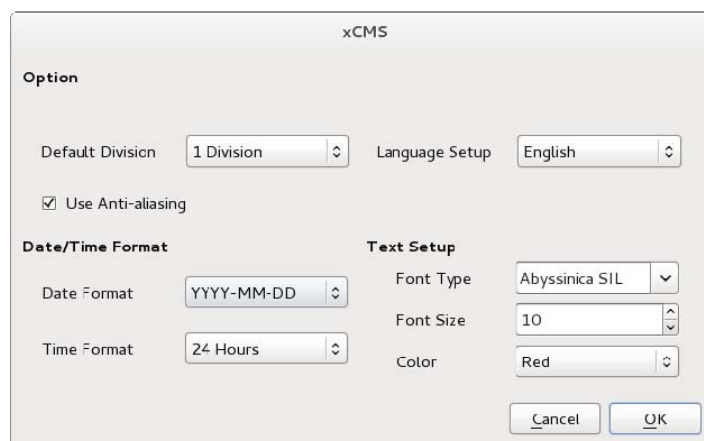 xCMS
Option
Default Division 1 Division Language Setup English
Use Anti-aliasing
Date/Time Format
Date Format YYYY-MM-DD
Time Format 24 Hours
Text Setup
Font Type Abyssinica SIL
Font Size 10
Color Red
Cancel OK